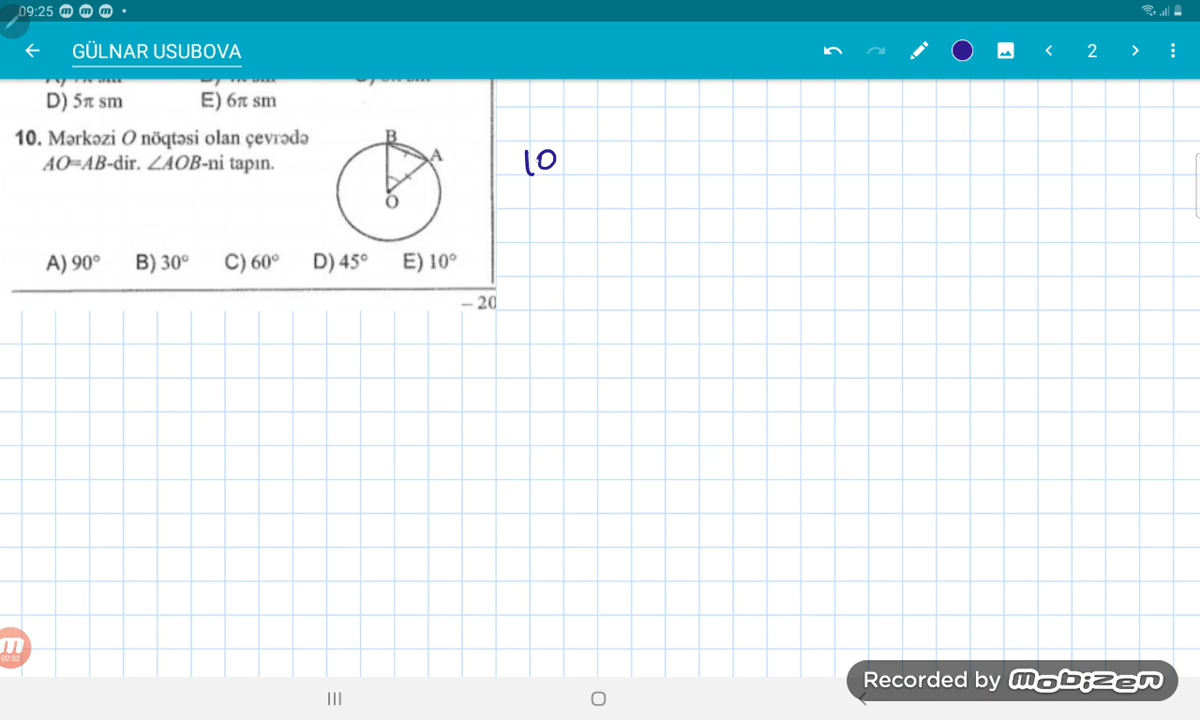 09:25
GÜLNAR USUBOVA
2
D) 5π sm E) 6π sm
10. Mərkəzi O nöqtəsi olan çevrədə
AO=AB-dir. ∠AOB-ni tapın.
B
A
O
A) 90° B) 30° C) 60° D) 45° E) 10°
– 20
10
02:02
Recorded by mobizen